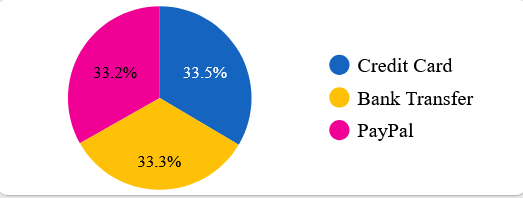 33.2%
33.5%
33.3%
Credit Card
Bank Transfer
PayPal